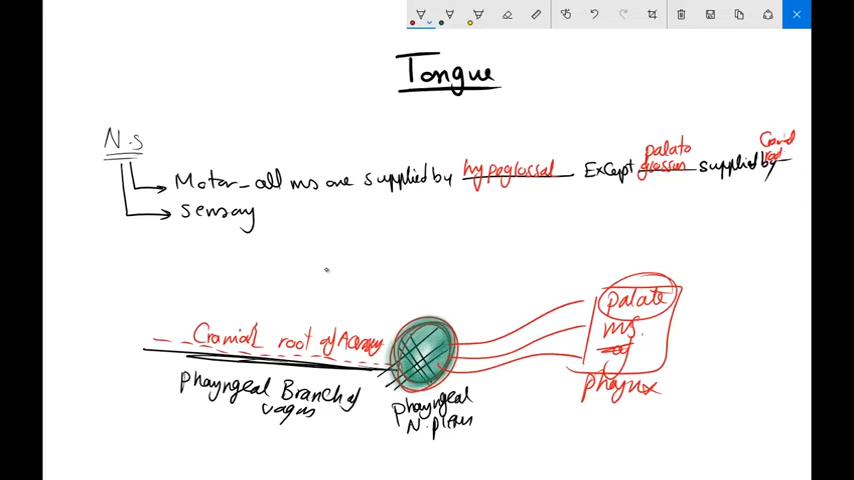 Tongue
N.S
Motor - all ms are supplied by hypoglossal Except palato glossus supplied by Cranial root
sensory
Cranial root of Accessory
pharyngeal Branch of
vagus
pharyngeal
N. plexus
palate
ms.
of
pharynx